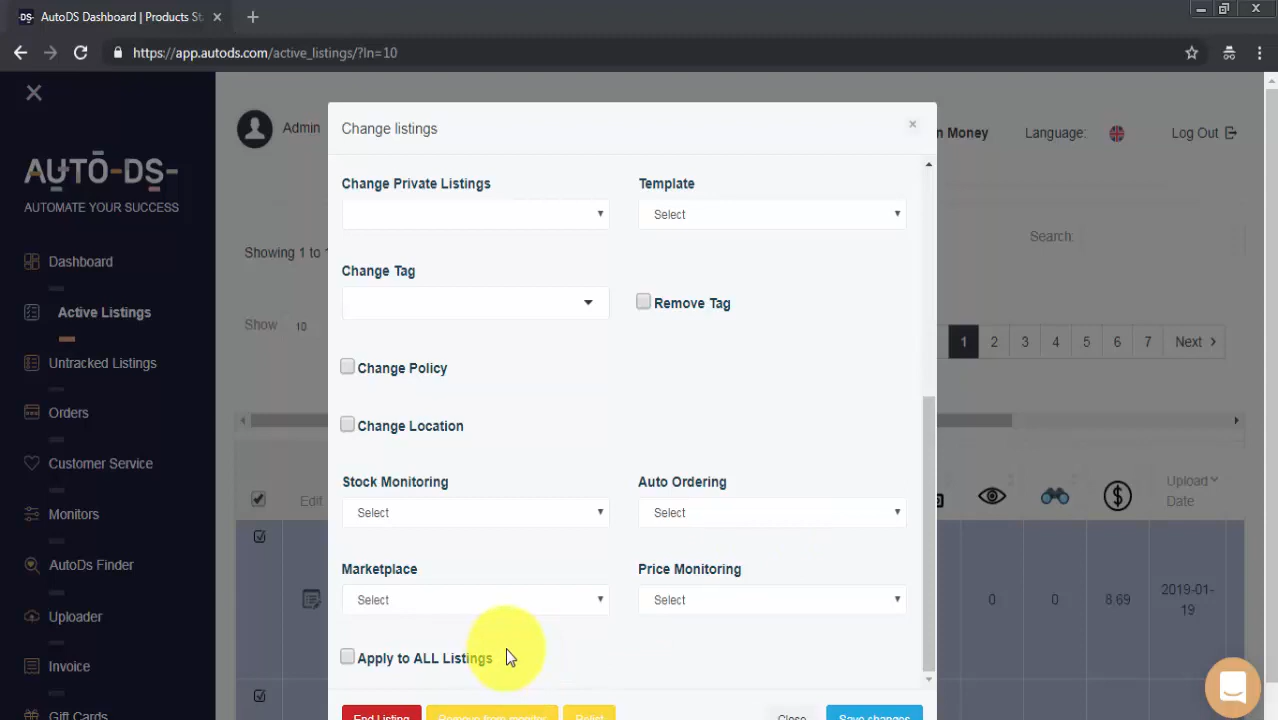 AutoDS Dashboard | Products St
https://app.autods.com/active_listings/?ln=10
Admin
n Money
Language:
Log Out
AUTO-DS-
AUTOMATE YOUR SUCCESS
Dashboard
Active Listings
Untracked Listings
Orders
Customer Service
Monitors
AutoDs Finder
Uploader
Invoice
Gift Cards
Showing 1 to 1
Search:
Show 10
1 2 3 4 5 6 7 Next
Edit
Upload
Date
0 0 8.69 2019-01-
19
Change listings
Change Private Listings
Template
Select
Change Tag
Remove Tag
Change Policy
Change Location
Stock Monitoring
Auto Ordering
Select
Select
Marketplace
Price Monitoring
Select
Select
Apply to ALL Listings
End Listing
Remove from monitor
Relist
Close
Save changes